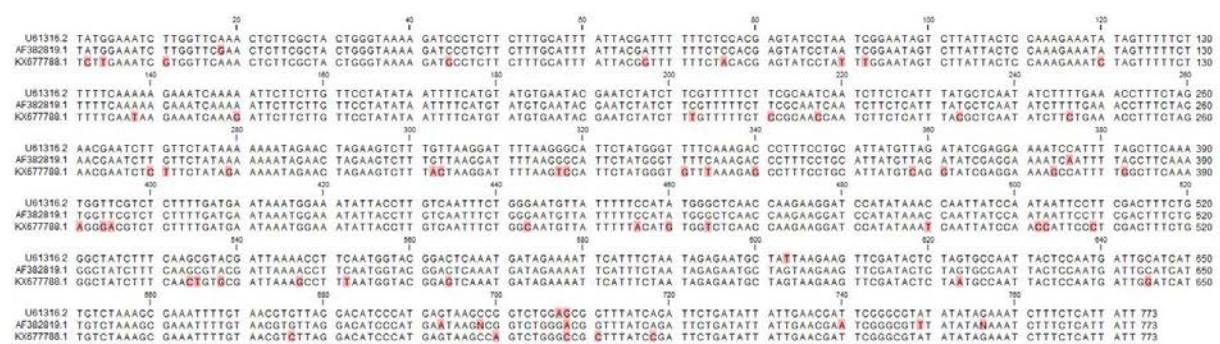 20 40 60 80 100 120
U61316.2 TATGGAAATC TTGGTTCAAA CTCTTCGCTA CTGGGTAAAA GATCCCTCTT CTTTGCATTT ATTACGATTT TTTCTCCACG AGTATCCTAA TCGGAATAGT CTTATTACTC CAAAGAAATA TAGTTTTTCT 130
AF382819.1 TATGGAAATC TTGGTTCGAA CTCTTCGCTA CTGGGTAAAA GATCCCTCTT CTTTGCATTT ATTACGATTT TTTCTCCACG AGTATCCTAA TCGGAATAGT CTTATTACTC CAAAGAAATA TAGTTTTTCT 130
KX677788.1 TCTTGAAATC GTGGTTCAAA CTCTTCGCTA CTGGGTAAAA GATGCCTCTT CTTTGCATTT ATTACGGTTT TTTCTACACG AGTATCCTAT TTGGAATAGT CTTATTACTC CAAAGAAATC TAGTTTTTCT 130
140 160 180 200 220 240 260
U61316.2 TTTTCAAAAA GAAATCAAAA ATTCTTCTTG TTCCTATATA ATTTTCATGT ATGTGAATAC GAATCTATCT TCGTTTTTCT TCGCAATCAA TCTTCTCATT TATGCTCAAT ATCTTTTGAA ACCTTTCTAG 260
AF382819.1 TTTTCAAAAA GAAATCAAAA ATTCTTCTTG TTCCTATATA ATTTTCATGT ATGTGAATAC GAATCTATCT TCGTTTTTCT TCGCAATCAA TCTTCTCATT TATGCTCAAT ATCTTTTGAA ACCTTTCTAG 260
KX677788.1 TTTTCAATAA GAAATCAAAG ATTCTTCTTG TTCCTATATA ATTTTCATGT ATGTGAATAC GAATCTATCT TTGTTTTTCT CCGCAACCAA TCTTCTCATT TACGCTCAAT ATCTTCTGAA ACCTTTCTAG 260
280 300 320 340 360 380
U61316.2 AACGAATCTT GTTCTATAAA AAAATAGAAC TAGAAGTCTT TGTTAAGGAT TTTAAGGGCA TTCTATGGGT TTTCAAAGAC CCTTTCCTGC ATTATGTTAG ATATCGAGGA AAATCCATTT TAGCTTCAAA 390
AF382819.1 AACGAATCTT GTTCTATAAA AAAATAGAAC TAGAAGTCTT TGTTAAGGAT TTTAAGGGCA TTCTATGGGT TTTCAAAGAC CCTTTCCTGC ATTATGTTAG ATATCGAGGA AAATCAATTT TAGCTTCAAA 390
KX677788.1 AACGAATCTC TTTCTATAGA AAAATAGAAC TAGAAGTCTT TACTAAGGAT TTTAAGTCCA TTCTATGGGT GTTTAAAGAG CCTTTCCTGC ATTATGTCAG GTATCGAGGA AAAGCCATTT TGGCTTCAAA 390
400 420 440 460 480 500 520
U61316.2 TGGTTCGTCT CTTTTGATGA ATAAATGGAA ATATTACCTT GTCAATTTCT GGGAATGTTA TTTTTCCATA TGGGCTCAAC CAAGAAGGAT CCATATAAAC CAATTATCCA ATAATTCCTT CGACTTTCTG 520
AF382819.1 TGGTTCGTCT CTTTTGATGA ATAAATGGAA ATATTACCTT GTCAATTTCT GGGAATGTTA TTTTTCCATA TGGGCTCAAC CAAGAAGGAT CCATATAAAC CAATTATCCA ATAATTCCTT CGACTTTCTG 520
KX677788.1 AGGGACGTCT CTTTTGATGA ATAAATGGAA ATATTACCTT GTCAATTTCT GGCAATGTTA TTTTTACATG TGGTCTCAAC CAAGAAGGAT CCATATAAAT CAATTATCCA ACCATTCCCT CGACTTTCTG 520
540 560 580 600 620 640
U61316.2 GGCTATCTTT CAAGCGTACG ATTAAAACCT TCAATGGTAC GGACTCAAAT GATAGAAAAT TCATTTCTAA TAGAGAATGC TATTAAGAAG TTCGATACTC TAGTGCCAAT TACTCCAATG ATTGCATCAT 650
AF382819.1 GGCTATCTTT CAAGCGTACG ATTAAAACCT TCAATGGTAC GGACTCAAAT GATAGAAAAT TCATTTCTAA TAGAGAATGC TAGTAAGAAG TTCGATACTC TAGTGCCAAT TACTCCAATG ATTGCATCAT 650
KX677788.1 GGCTATCTTT CAACTGTGCG ATTAAAGCCT TTAATGGTAC GGAGTCAAAT GATAGAAAAT TCATTTCTAA TAGAGAATGC TAGTAAGAAG TTCGATACTC TAATGCCAAT TACTCCAATG ATTGGATCAT 650
660 680 700 720 740 760
U61316.2 TGTCTAAAGC GAAATTTTGT AACGTGTTAG GACATCCCAT GAGTAAGCCG GTCTGGAGCG GTTTATCAGA TTCTGATATT ATTGAACGAT TCGGGCGTAT ATATAGAAAT CTTTCTCATT ATT 773
AF382819.1 TGTCTAAAGC GAAATTTTGT AACGTGTTAG GACATCCCAT GAATAAGNCG GTCTGGGACG GTTTATCAGA TTCTGATATT ATTGAACGAA TCGGGCGTTT ATATANAAAT CTTTCTCATT ATT 773
KX677788.1 TGTCTAAAGC GAAATTTTGT AACGTCTTAG GACATCCCAT GAGTAAGCCA GTCTGGGCCG CTTTATCCGA TTCTGATATT ATTGAACGAT TCGGGCGTAT ATATAGAAAT CTTTCTCATT ATT 773